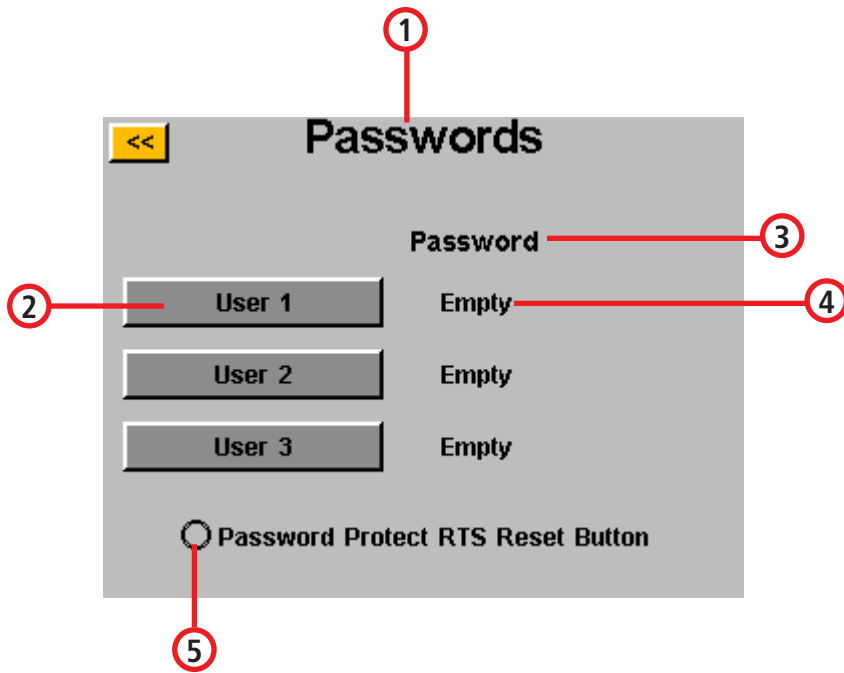 1
<< Passwords
Password 3
2 User 1 Empty 4
User 2 Empty
User 3 Empty
Password Protect RTS Reset Button
5